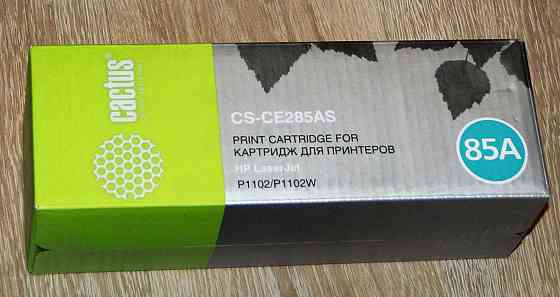 cactus
CS-CE285AS
PRINT CARTRIDGE FOR
КАРТРИДЖ ДЛЯ ПРИНТЕРОВ
HP LaserJet
P1102/P1102W
85A